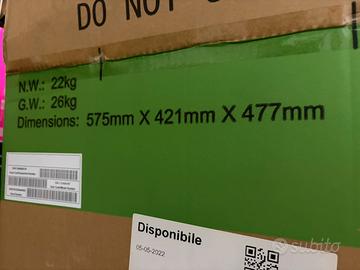 DO NOT
N.W.: 22kg
G.W.: 26kg
Dimensions: 575mm X 421mm X 477mm
Disponibile
05-05-2022
subito